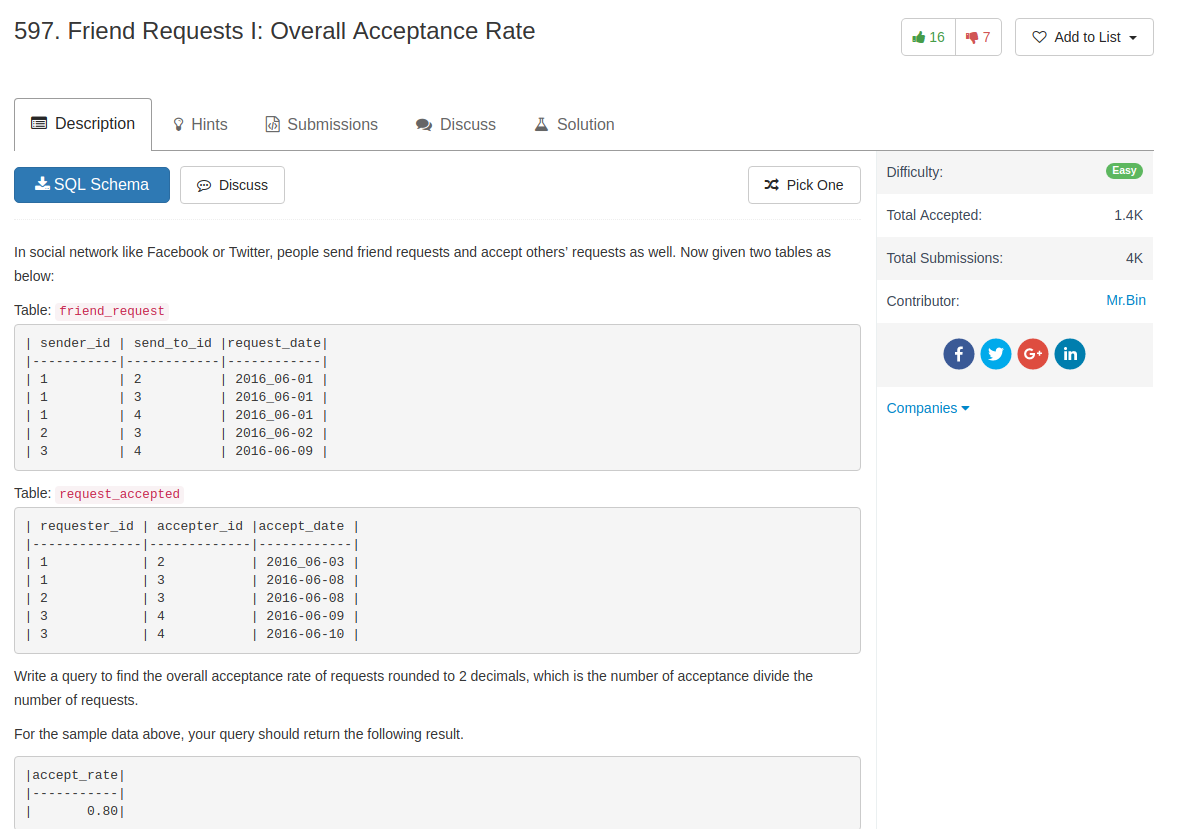 597. Friend Requests I: Overall Acceptance Rate
16
7
Add to List
Description
Hints
Submissions
Discuss
Solution
SQL Schema
Discuss
Pick One
In social network like Facebook or Twitter, people send friend requests and accept others’ requests as well. Now given two tables as
below:
Table: friend_request
| sender_id | send_to_id |request_date|
|-----------|------------|------------|
| 1         | 2          | 2016_06-01 |
| 1         | 3          | 2016_06-01 |
| 1         | 4          | 2016_06-01 |
| 2         | 3          | 2016_06-02 |
| 3         | 4          | 2016-06-09 |
Table: request_accepted
| requester_id | accepter_id |accept_date |
|--------------|-------------|------------|
| 1            | 2           | 2016_06-03 |
| 1            | 3           | 2016-06-08 |
| 2            | 3           | 2016-06-08 |
| 3            | 4           | 2016-06-09 |
| 3            | 4           | 2016-06-10 |
Write a query to find the overall acceptance rate of requests rounded to 2 decimals, which is the number of acceptance divide the
number of requests.
For the sample data above, your query should return the following result.
|accept_rate|
|-----------|
|       0.80|
Difficulty: Easy
Total Accepted: 1.4K
Total Submissions: 4K
Contributor: Mr.Bin
f G+ in
Companies